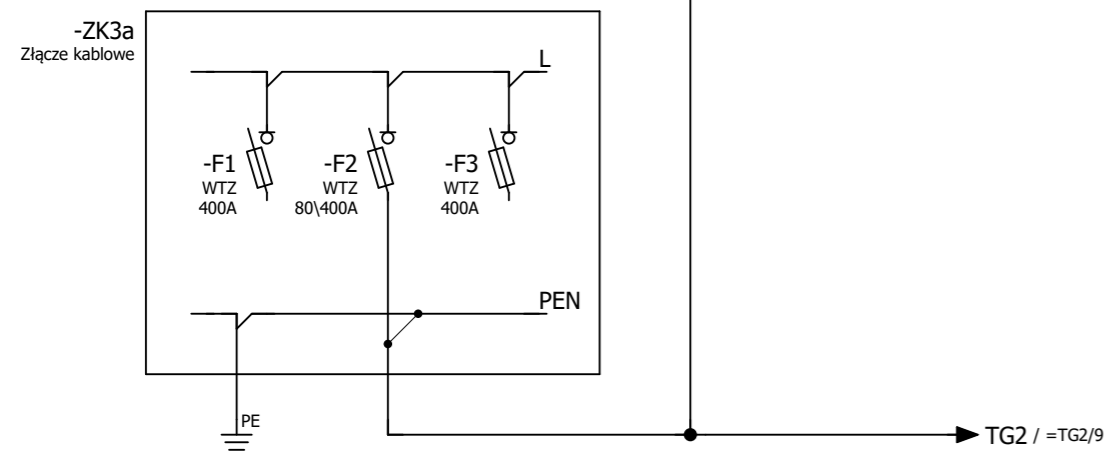 -ZK3a
Złącze kablowe
L
-F1
WTZ
400A
-F2
WTZ
80\400A
-F3
WTZ
400A
PEN
PE
TG2 / =TG2/9